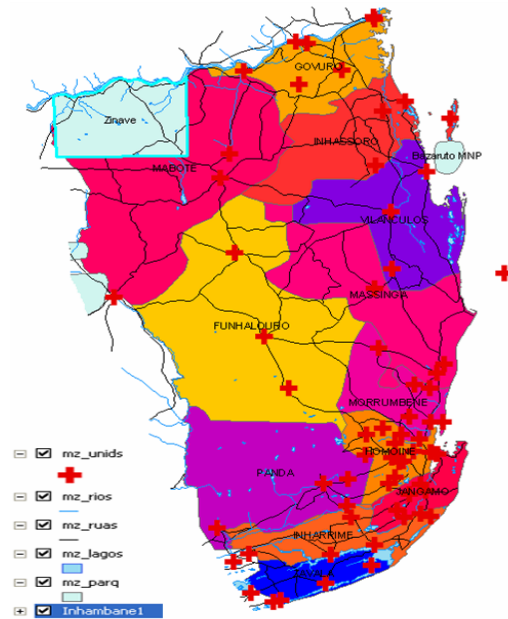 GOVURO
Zinave
INHASSORO
Bazaruto MNP
MABOTE
VILANCULOS
MASSINGA
FUNHALOURO
MORRUMBENE
HOMOINE
mz_unids
PANDA
JANGAMO
mz_rios
mz_ruas
INHARRIME
mz_lagos
ZAVALA
mz_parq
Inhambane1